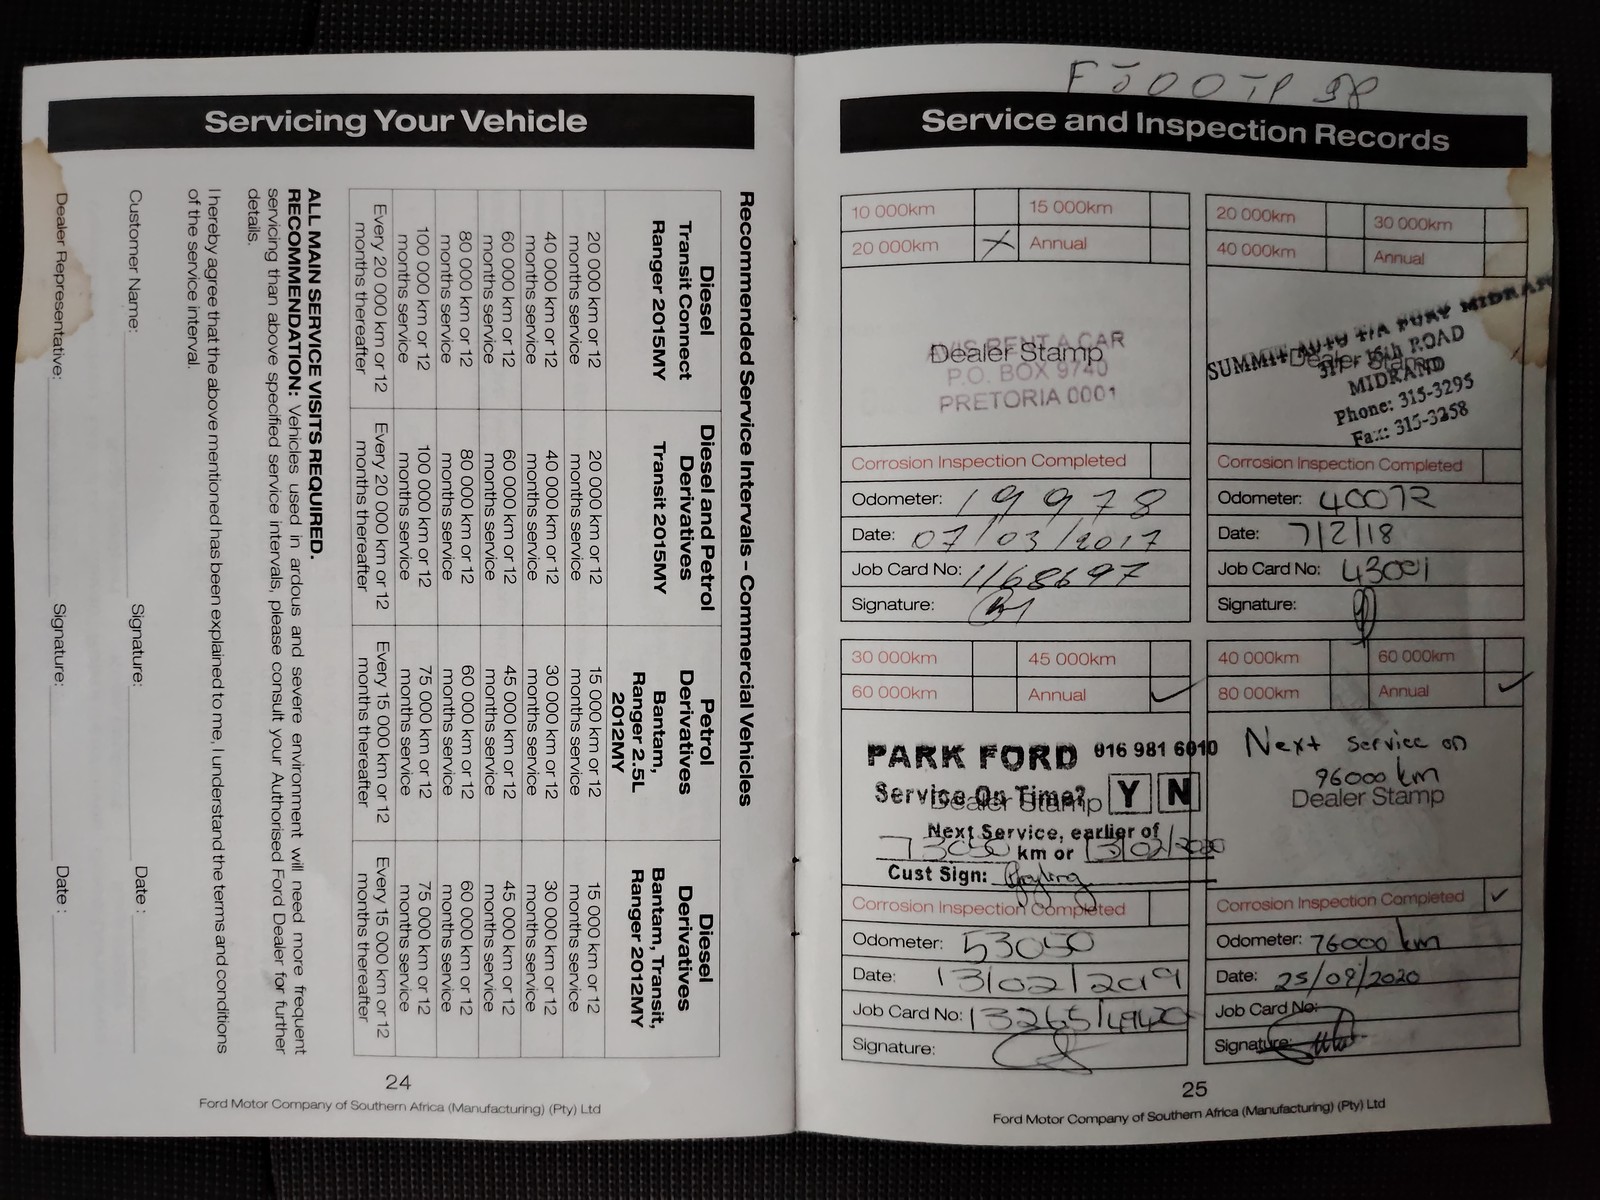 Servicing Your Vehicle
Recommended Service Intervals - Commercial Vehicles
Diesel
Transit Connect
Ranger 2015MY
20 000 km or 12
months service
40 000 km or 12
months service
60 000 km or 12
months service
80 000 km or 12
months service
100 000 km or 12
months service
Every 20 000 km or 12
months thereafter
Diesel and Petrol
Derivatives
Transit 2015MY
20 000 km or 12
months service
40 000 km or 12
months service
60 000 km or 12
months service
80 000 km or 12
months service
100 000 km or 12
months service
Every 20 000 km or 12
months thereafter
Petrol
Derivatives
Bantam,
Ranger 2.5L
2012MY
15 000 km or 12
months service
30 000 km or 12
months service
45 000 km or 12
months service
60 000 km or 12
months service
75 000 km or 12
months service
Every 15 000 km or 12
months thereafter
Diesel
Derivatives
Bantam, Transit,
Ranger 2012MY
15 000 km or 12
months service
30 000 km or 12
months service
45 000 km or 12
months service
60 000 km or 12
months service
75 000 km or 12
months service
Every 15 000 km or 12
months thereafter
ALL MAIN SERVICE VISITS REQUIRED.
RECOMMENDATION: Vehicles used in ardous and severe environment will need more frequent
servicing than above specified service intervals, please consult your Authorised Ford Dealer for further
details.
I hereby agree that the above mentioned has been explained to me, I understand the terms and conditions
of the service interval.
Customer Name: Signature: Date :
Dealer Representative: Signature: Date :
24
Ford Motor Company of Southern Africa (Manufacturing) (Pty) Ltd
Service and Inspection Records
10 000km 15 000km
20 000km X Annual
AVIS RENT A CAR
Dealer Stamp
P.O. BOX 9740
PRETORIA 0001
Corrosion Inspection Completed
Odometer: 19978
Date: 07/03/2017
Job Card No: 1168697
Signature:
20 000km 30 000km
40 000km Annual
SUMMIT AUTO T/A FURY MIDRAND
Dealer Stamp
16th ROAD
MIDRAND
Phone: 315-3295
Fax: 315-3258
Corrosion Inspection Completed
Odometer: 40072
Date: 7/2/18
Job Card No: 43001
Signature:
30 000km 45 000km
60 000km Annual ✓
PARK FORD 016 981 6010
Service On Time? Y N
Dealer Stamp
Next Service, earlier of
73050 km or 13/02/2020
Cust Sign:
Corrosion Inspection Completed
Odometer: 53050
Date: 13/02/2019
Job Card No: 13265/49420
Signature:
40 000km 60 000km
80 000km Annual ✓
Next Service on
96000 km
Dealer Stamp
Corrosion Inspection Completed ✓
Odometer: 76000 km
Date: 25/09/2020
Job Card No:
Signature:
25
Ford Motor Company of Southern Africa (Manufacturing) (Pty) Ltd